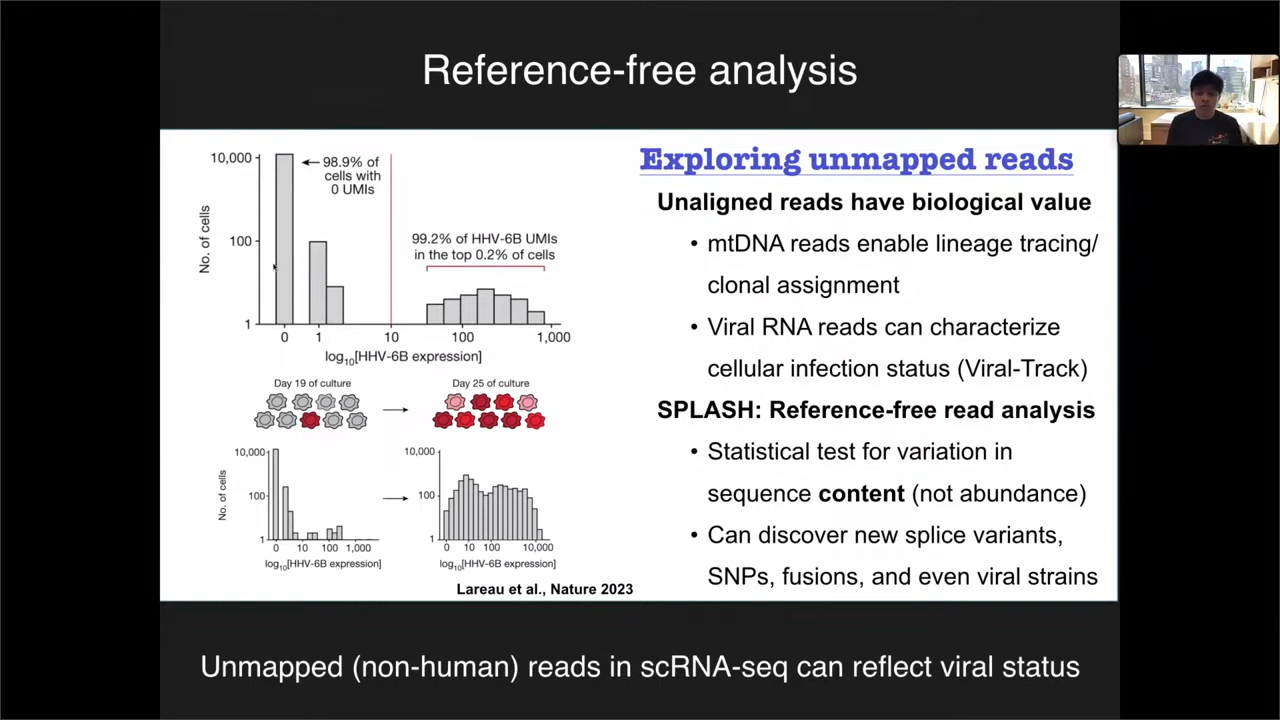 Reference-free analysis
10,000
100
1
No. of cells
98.9% of
cells with
0 UMIs
99.2% of HHV-6B UMIs
in the top 0.2% of cells
0
1
10
100
1,000
log10[HHV-6B expression]
Day 19 of culture
Day 25 of culture
10,000
100
1
No. of cells
0
10
100
1,000
log10[HHV-6B expression]
10,000
100
1
0
10
100
10,000
log10[HHV-6B expression]
Lareau et al., Nature 2023
Exploring unmapped reads
Unaligned reads have biological value
• mtDNA reads enable lineage tracing/
clonal assignment
• Viral RNA reads can characterize
cellular infection status (Viral-Track)
SPLASH: Reference-free read analysis
• Statistical test for variation in
sequence content (not abundance)
• Can discover new splice variants,
SNPs, fusions, and even viral strains
Unmapped (non-human) reads in scRNA-seq can reflect viral status